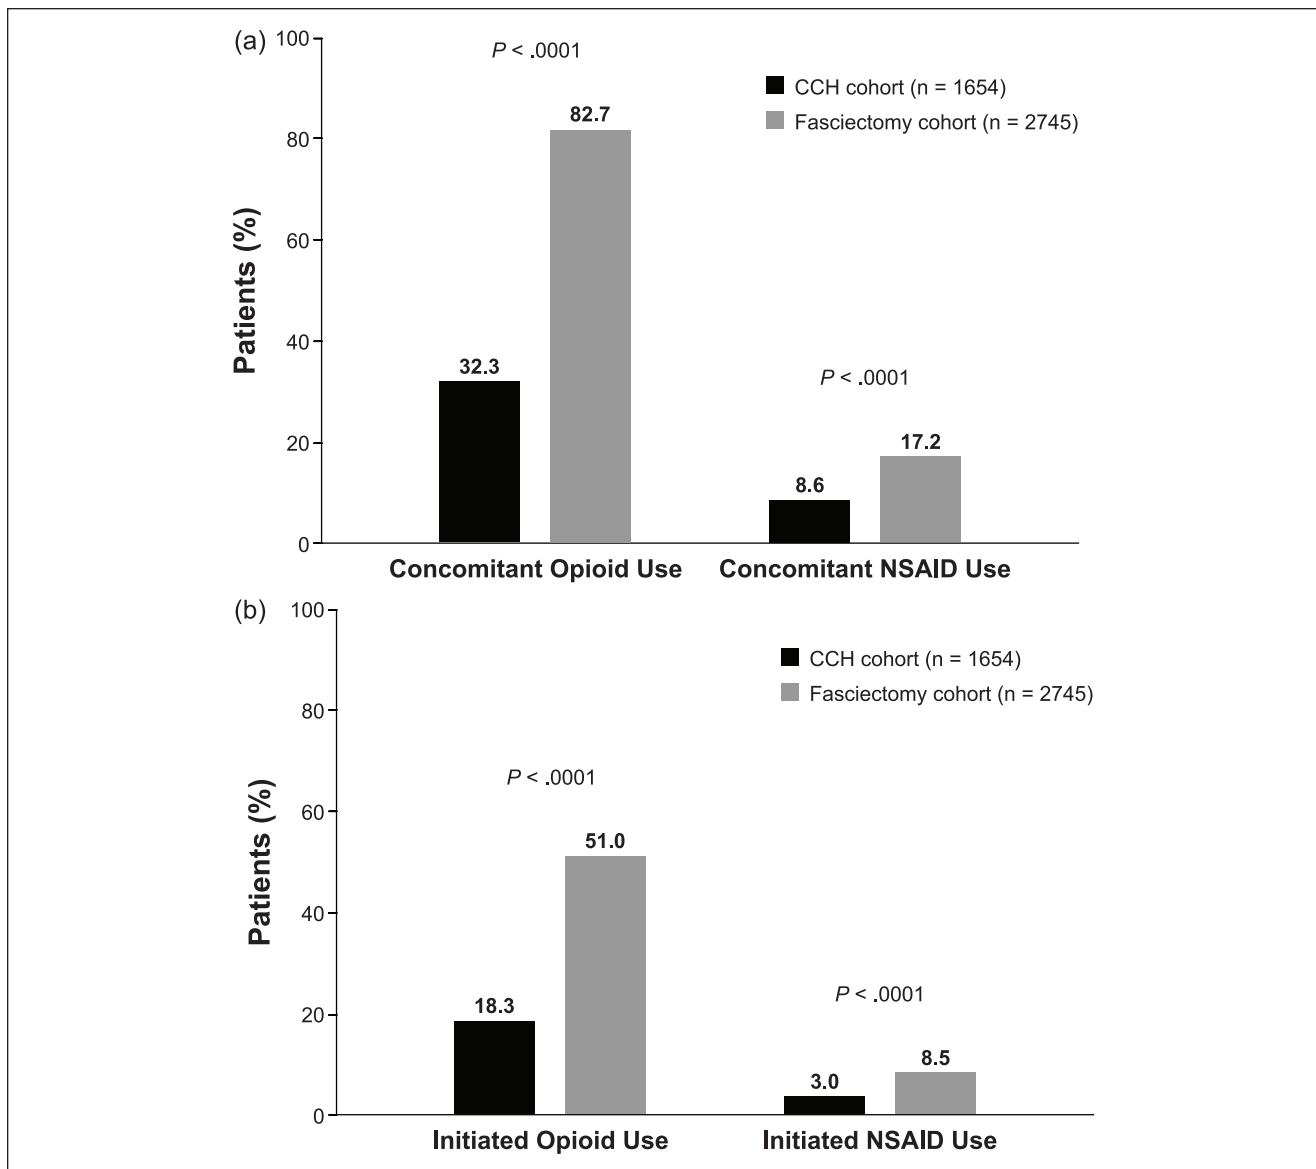 (a)
100
80
60
40
20
0
Patients (%)
P < .0001
CCH cohort (n = 1654)
Fasciectomy cohort (n = 2745)
82.7
32.3
P < .0001
17.2
8.6
Concomitant Opioid Use
Concomitant NSAID Use
(b)
100
80
60
40
20
0
Patients (%)
CCH cohort (n = 1654)
Fasciectomy cohort (n = 2745)
P < .0001
51.0
18.3
P < .0001
8.5
3.0
Initiated Opioid Use
Initiated NSAID Use